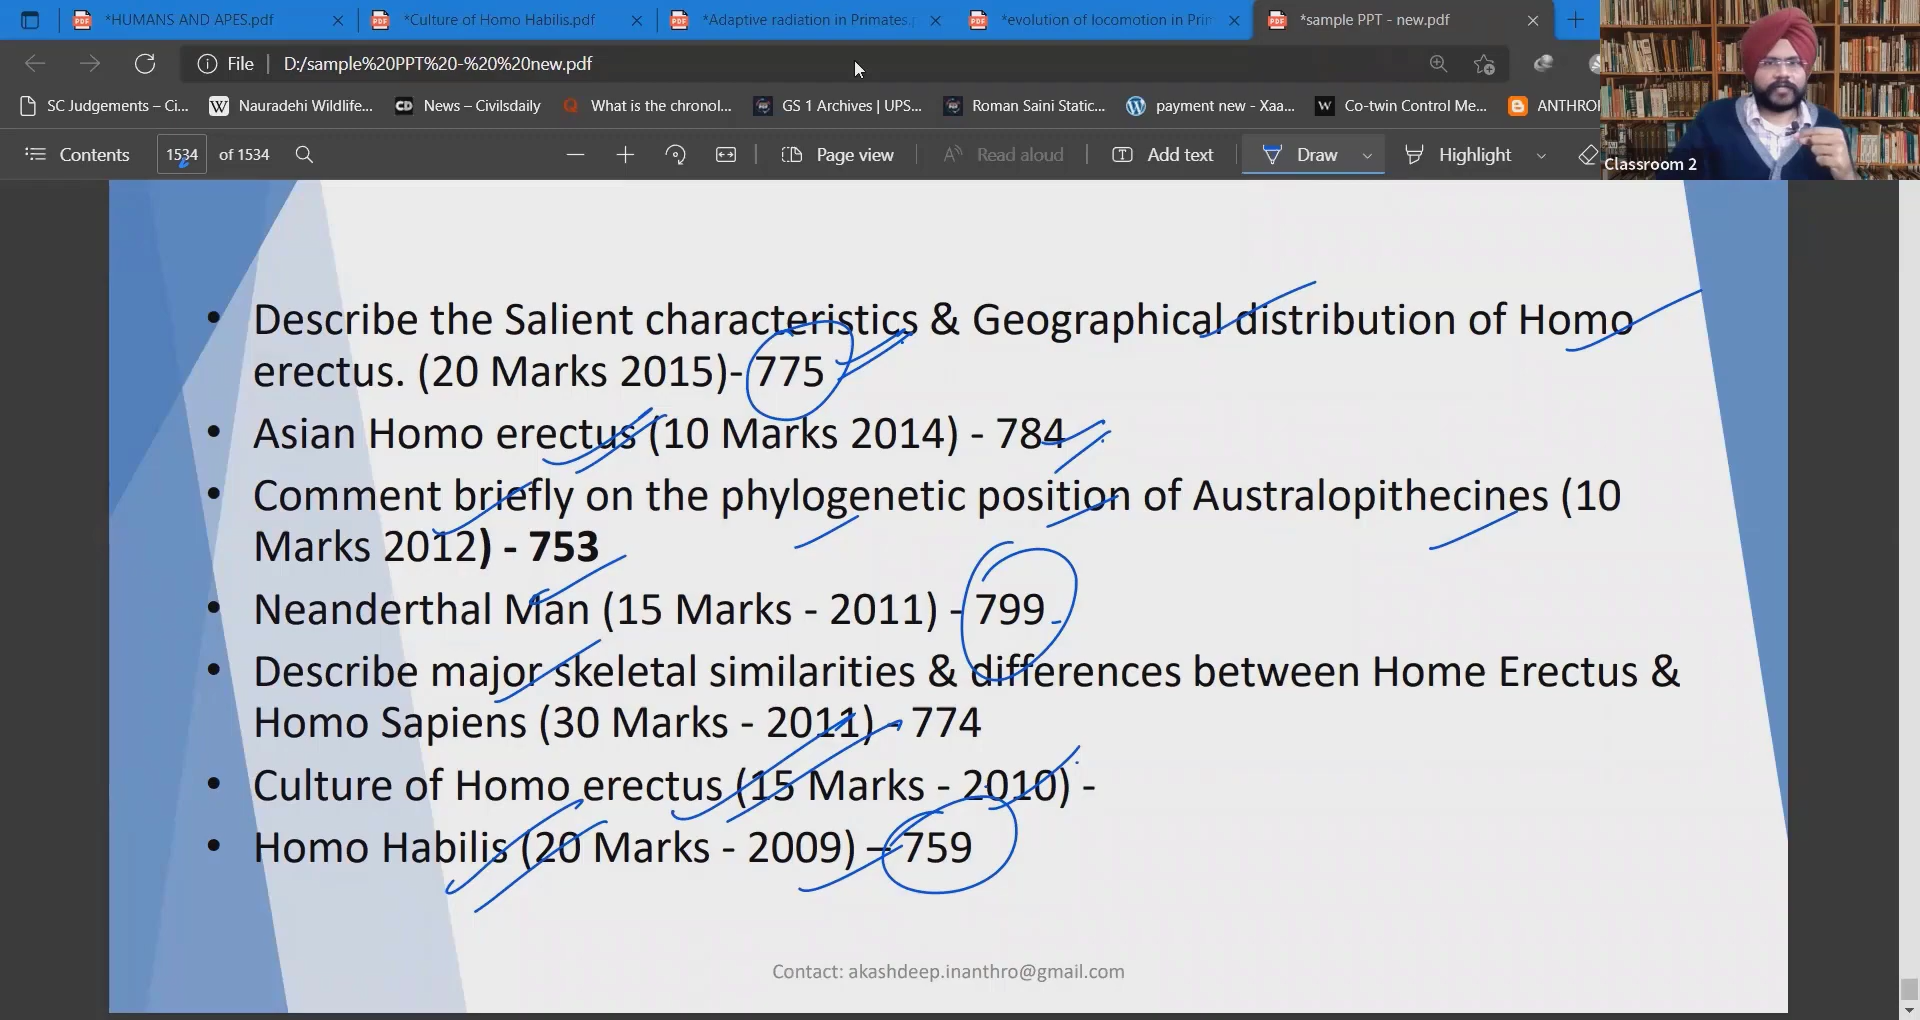 *HUMANS AND APES.pdf
*Culture of Homo Habilis.pdf
*Adaptive radiation in Primates.
*evolution of locomotion in Prim
*sample PPT - new.pdf
File
D:/sample%20PPT%20-%20%20new.pdf
SC Judgements – Ci...
Nauradehi Wildlife...
CD News – Civilsdaily
Q What is the chronol...
GS 1 Archives | UPS...
Roman Saini Static...
payment new - Xaa...
W Co-twin Control Me...
Contents
1534 of 1534
Page view
Read aloud
Add text
Draw
Highlight
Classroom 2
• Describe the Salient characteristics & Geographical distribution of Homo
erectus. (20 Marks 2015)- 775
• Asian Homo erectus (10 Marks 2014) - 784
• Comment briefly on the phylogenetic position of Australopithecines (10
Marks 2012) - 753
• Neanderthal Man (15 Marks - 2011) - 799
• Describe major skeletal similarities & differences between Home Erectus &
Homo Sapiens (30 Marks - 2011) - 774
• Culture of Homo erectus (15 Marks - 2010) -
• Homo Habilis (20 Marks - 2009) – 759
Contact: akashdeep.inanthro@gmail.com